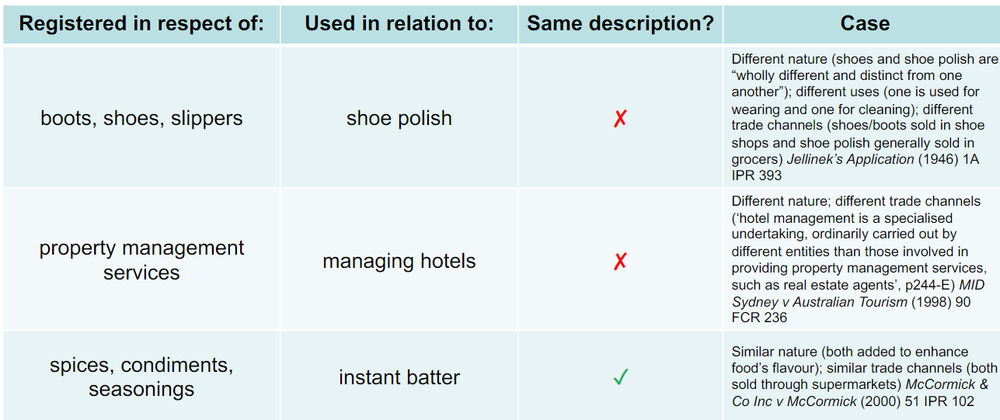 Registered in respect of:
Used in relation to:
Same description?
Case
boots, shoes, slippers
shoe polish
✗
Different nature (shoes and shoe polish are
“wholly different and distinct from one
another”); different uses (one is used for
wearing and one for cleaning); different
trade channels (shoes/boots sold in shoe
shops and shoe polish generally sold in
grocers) Jellinek’s Application (1946) 1A
IPR 393
property management
services
managing hotels
✗
Different nature; different trade channels
(‘hotel management is a specialised
undertaking, ordinarily carried out by
different entities than those involved in
providing property management services,
such as real estate agents’, p244-E) MID
Sydney v Australian Tourism (1998) 90
FCR 236
spices, condiments,
seasonings
instant batter
✓
Similar nature (both added to enhance
food’s flavour); similar trade channels (both
sold through supermarkets) McCormick &
Co Inc v McCormick (2000) 51 IPR 102